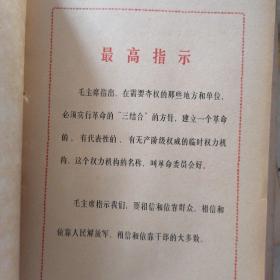 最高指示
毛主席指出，在需要夺权的那些地方和单位，
必须实行革命的“三结合”的方针，建立一个革命
的、有代表性的、有无产阶级权威的临时权力机
构。这个权力机构的名称，叫革命委员会好。
毛主席指示我们：要相信和依靠群众，相信和
依靠人民解放军，相信和依靠干部的大多数。